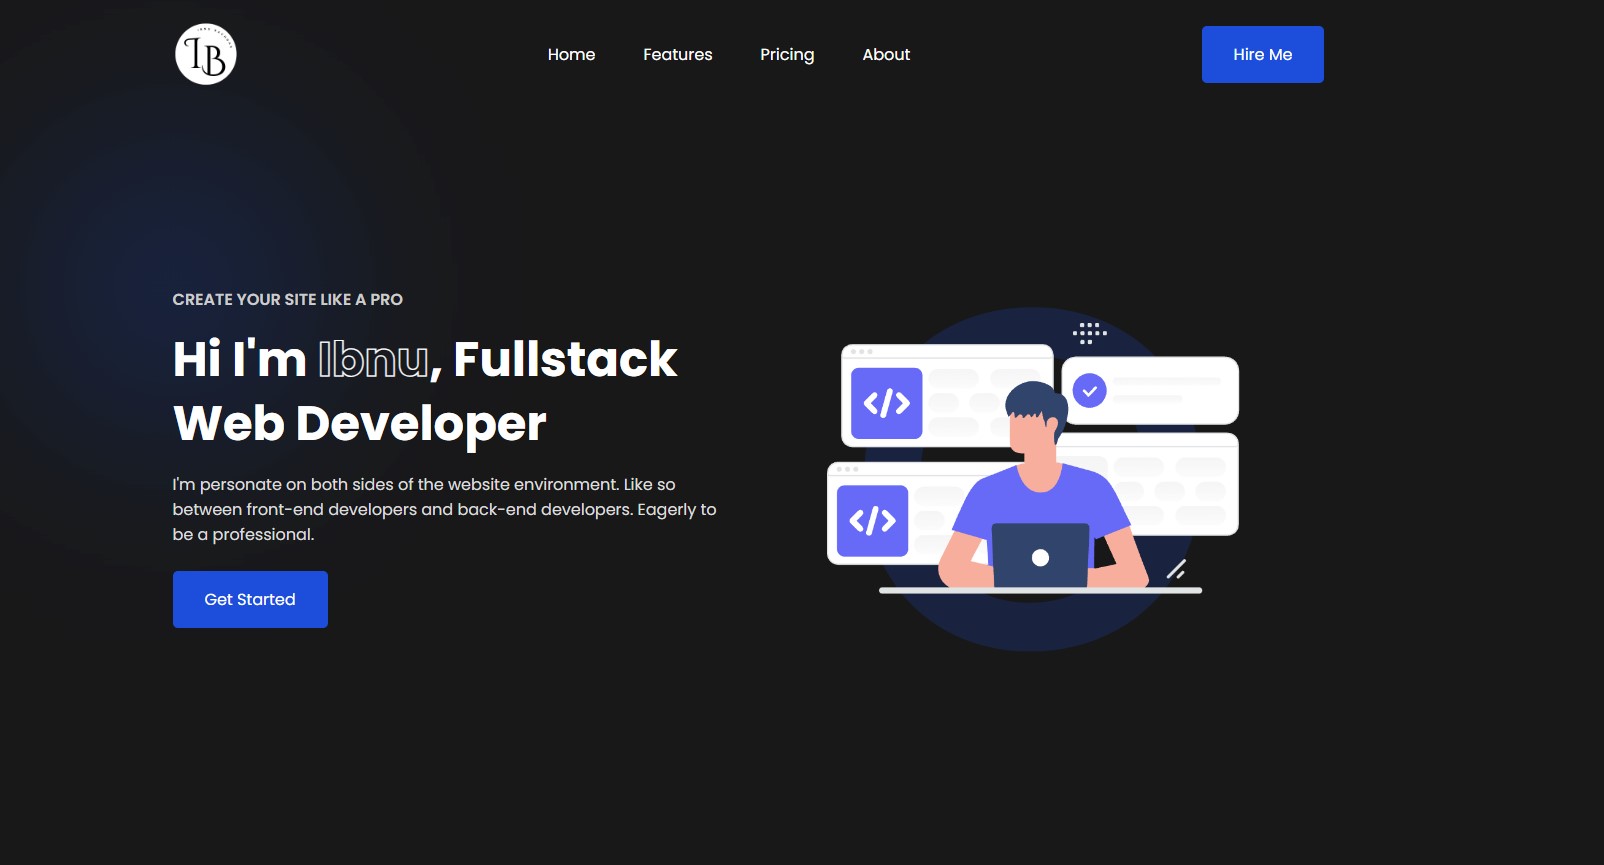 IB
Home
Features
Pricing
About
Hire Me
CREATE YOUR SITE LIKE A PRO
Hi I'm Ibnu, Fullstack
Web Developer
I'm personate on both sides of the website environment. Like so
between front-end developers and back-end developers. Eagerly to
be a professional.
Get Started